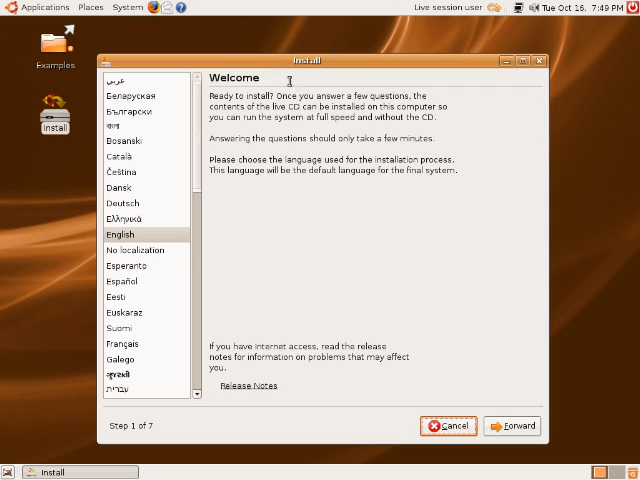 Applications Places System Live session user Tue Oct 16, 7:49 PM
Examples
Install
Install
Welcome
Ready to install? Once you answer a few questions, the
contents of the live CD can be installed on this computer so
you can run the system at full speed and without the CD.
Answering the questions should only take a few minutes.
Please choose the language used for the installation process.
This language will be the default language for the final system.
عربي
Беларуская
Български
বাংলা
Bosanski
Català
Čeština
Dansk
Deutsch
Ελληνικά
English
No localization
Esperanto
Español
Eesti
Euskaraz
Suomi
Français
Galego
ગુજરાતી
עברית
If you have Internet access, read the release
notes for information on problems that may affect
you.
Release Notes
Step 1 of 7
Cancel
Forward
Install